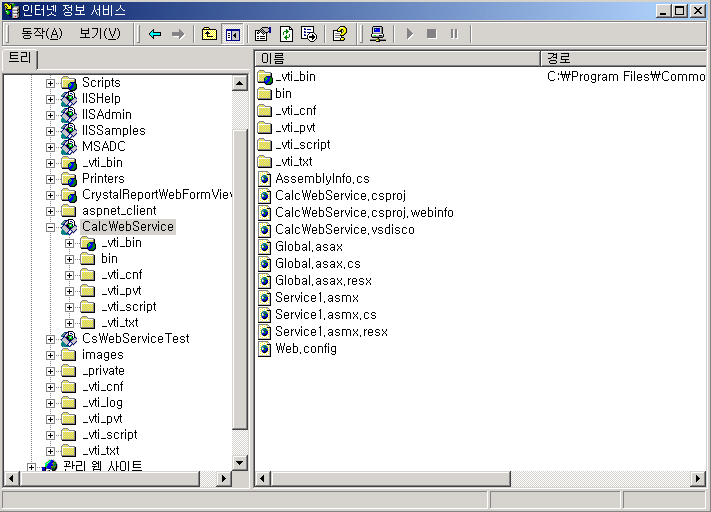 인터넷 정보 서비스
동작(A) 보기(V)
트리
Scripts
IISHelp
IISAdmin
IISSamples
MSADC
_vti_bin
Printers
CrystalReportWebFormView
aspnet_client
CalcWebService
_vti_bin
bin
_vti_cnf
_vti_pvt
_vti_script
_vti_txt
CsWebServiceTest
images
_private
_vti_cnf
_vti_log
_vti_pvt
_vti_script
_vti_txt
관리 웹 사이트
이름 경로
_vti_bin C:₩Program Files₩Commo
bin
_vti_cnf
_vti_pvt
_vti_script
_vti_txt
AssemblyInfo.cs
CalcWebService.csproj
CalcWebService.csproj.webinfo
CalcWebService.vsdisco
Global.asax
Global.asax.cs
Global.asax.resx
Service1.asmx
Service1.asmx.cs
Service1.asmx.resx
Web.config